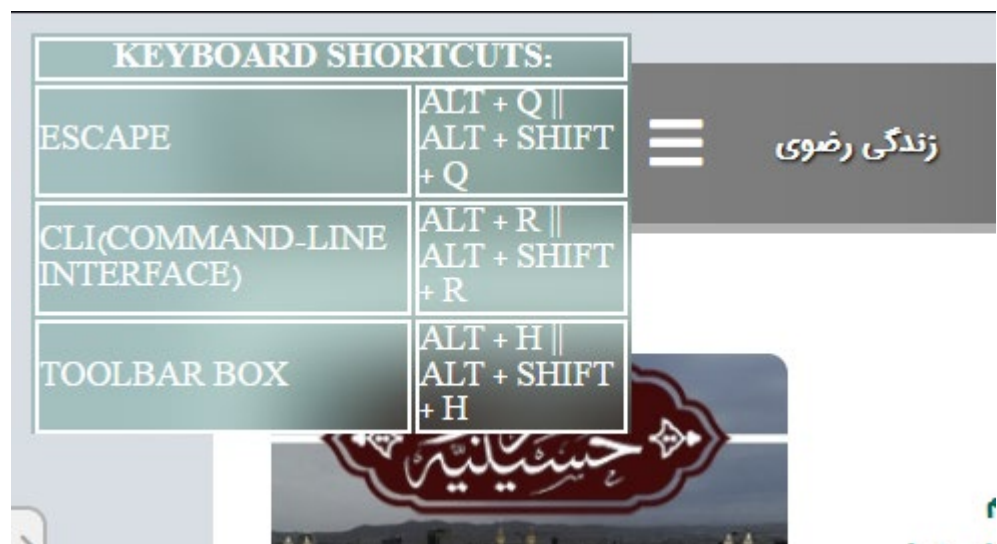 KEYBOARD SHORTCUTS:
ESCAPE
ALT + Q ||
ALT + SHIFT
+ Q
CLI(COMMAND-LINE
INTERFACE)
ALT + R ||
ALT + SHIFT
+ R
TOOLBAR BOX
ALT + H ||
ALT + SHIFT
+ H
زندگی رضوی
حسینیه